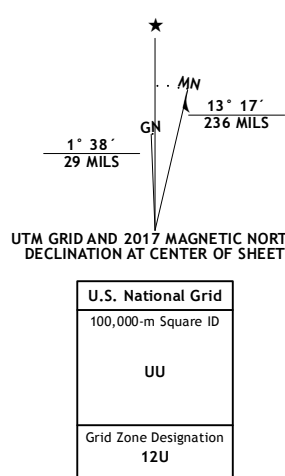 ★
MN
GN
13° 17´
236 MILS
1° 38´
29 MILS
UTM GRID AND 2017 MAGNETIC NORT
DECLINATION AT CENTER OF SHEET
U.S. National Grid
100,000-m Square ID
UU
Grid Zone Designation
12U